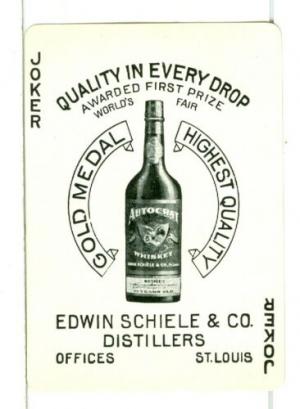 JOKER
QUALITY IN EVERY DROP
AWARDED FIRST PRIZE
WORLD'S FAIR
GOLD MEDAL
HIGHEST QUALITY
AUTOCRAT
WHISKEY
EDWIN SCHIELE & CO.
DISTILLERS
OFFICES ST. LOUIS
JOKER